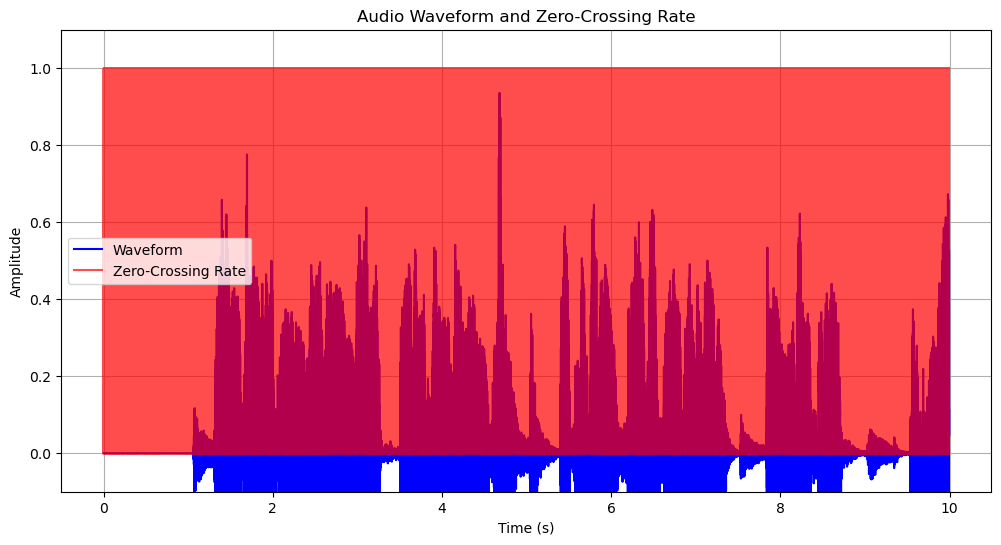 Audio Waveform and Zero-Crossing Rate
Amplitude
1.0
0.8
0.6
0.4
0.2
0.0
Waveform
Zero-Crossing Rate
0
2
4
6
8
10
Time (s)